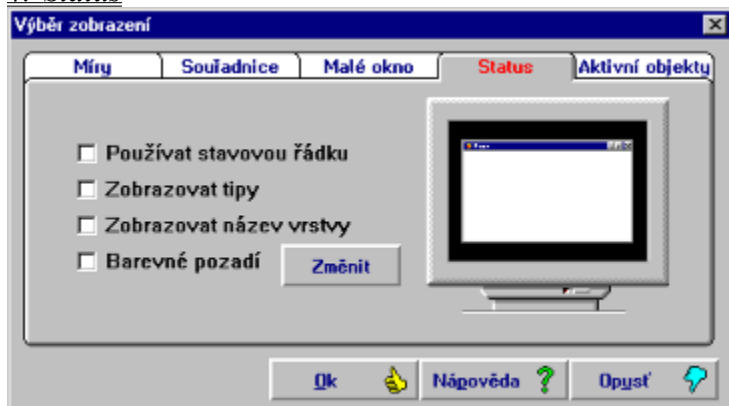 Výběr zobrazení
Míry
Souřadnice
Malé okno
Status
Aktivní objekty
Používat stavovou řádku
Zobrazovat tipy
Zobrazovat název vrstvy
Barevné pozadí
Změnit
Ok
Nápověda
Opusť